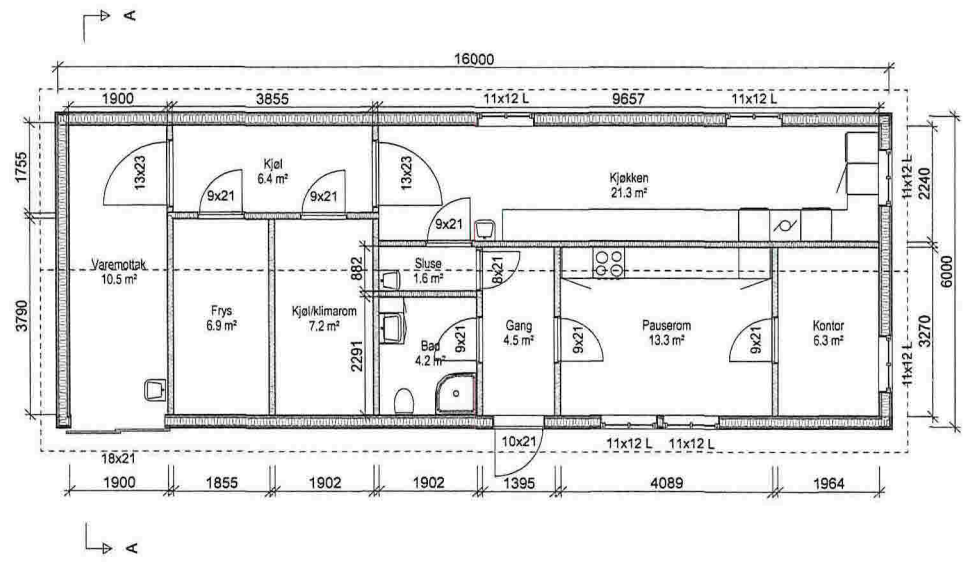 A
16000
1900
3855
11x12 L
9657
11x12 L
1755
13x23
Kjøl
6.4 m²
9x21
9x21
13x23
Kjøkken
21.3 m²
9x21
11x12 L
2240
6000
Varemottak
10.5 m²
3790
Frys
6.9 m²
Kjøl/klimarom
7.2 m²
882
Sluse
1.6 m²
8x21
2291
Bad
4.2 m²
9x21
Gang
4.5 m²
9x21
Pauserom
13.3 m²
9x21
Kontor
6.3 m²
11x12 L
3270
18x21
10x21
11x12 L
11x12 L
1900
1855
1902
1902
1395
4089
1964
A